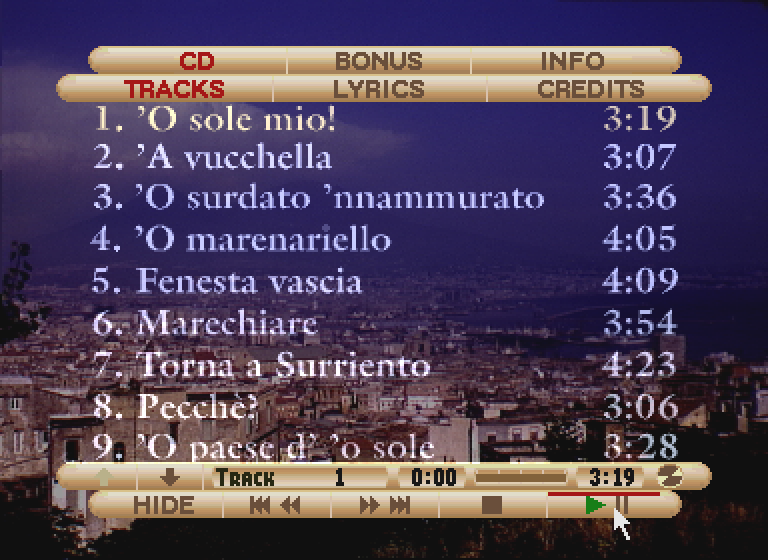 CD BONUS INFO
TRACKS LYRICS CREDITS
1. ’O sole mio! 3:19
2. ’A vucchella 3:07
3. ’O surdato ’nnammurato 3:36
4. ’O marenariello 4:05
5. Fenesta vascia 4:09
6. Marechiare 3:54
7. Torna a Surriento 4:23
8. Pecchè? 3:06
9. ’O paese d’ ’o sole 3:28
TRACK 1 0:00 3:19
HIDE